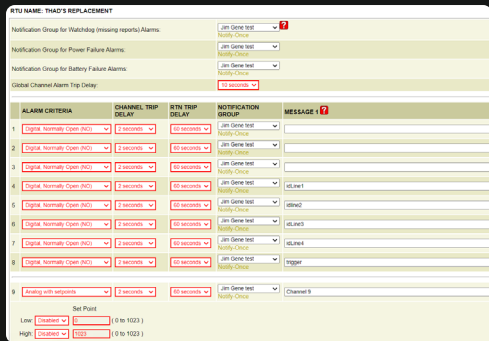 RTU NAME: THAD'S REPLACEMENT
Notification Group for Watchdog (missing reports) Alarms: Jim Gene test ?
Notify-Once
Notification Group for Power Failure Alarms: Jim Gene test
Notify-Once
Notification Group for Battery Failure Alarms: Jim Gene test
Notify-Once
Global Channel Alarm Trip Delay: 10 seconds
ALARM CRITERIA CHANNEL TRIP DELAY RTN TRIP DELAY NOTIFICATION GROUP MESSAGE 1 ?
1 Digital, Normally Open (NO) 2 seconds 60 seconds Jim Gene test
Notify-Once
2 Digital, Normally Open (NO) 2 seconds 60 seconds Jim Gene test
Notify-Once
3 Digital, Normally Open (NO) 2 seconds 60 seconds Jim Gene test
Notify-Once
4 Digital, Normally Open (NO) 2 seconds 60 seconds Jim Gene test idLine1
Notify-Once
5 Digital, Normally Open (NO) 2 seconds 60 seconds Jim Gene test idline2
Notify-Once
6 Digital, Normally Open (NO) 2 seconds 60 seconds Jim Gene test idLine3
Notify-Once
7 Digital, Normally Open (NO) 2 seconds 60 seconds Jim Gene test idLine4
Notify-Once
8 Digital, Normally Open (NO) 2 seconds 60 seconds Jim Gene test trigger
Notify-Once
9 Analog with setpoints 2 seconds 60 seconds Jim Gene test Channel 9
Notify-Once
Set Point
Low: Disabled 0 ( 0 to 1023 )
High: Disabled 1023 ( 0 to 1023 )